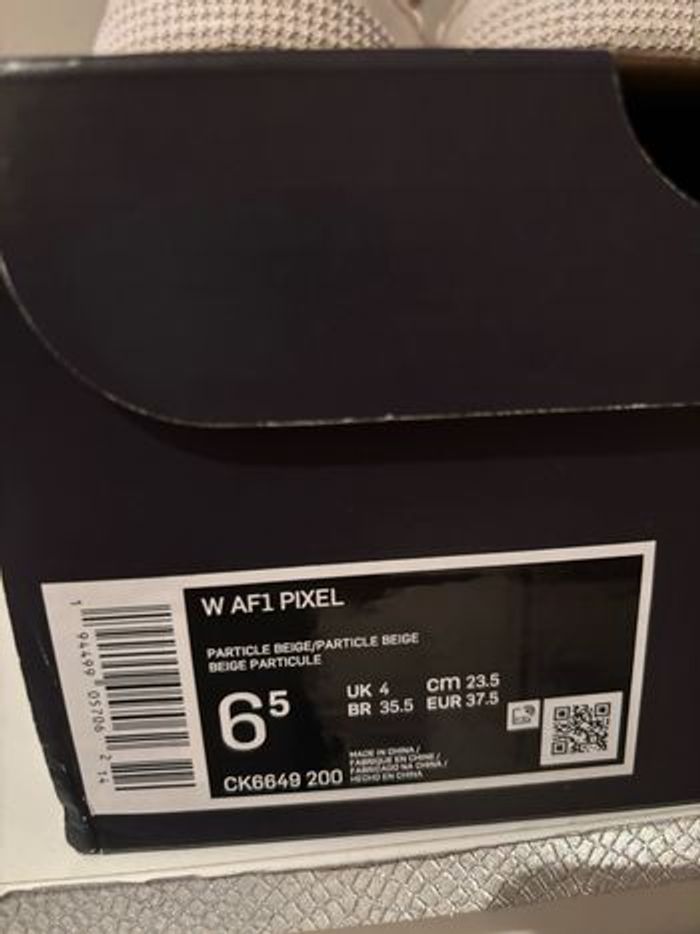 W AF1 PIXEL
PARTICLE BEIGE/PARTICLE BEIGE
BEIGE PARTICULE
6⁵
UK 4
BR 35.5
cm 23.5
EUR 37.5
CK6649 200
MADE IN CHINA /
FABRIQUE EN CHINE /
FABRICADO NA CHINA /
HECHO EN CHINA
1 94499 05706 2 14